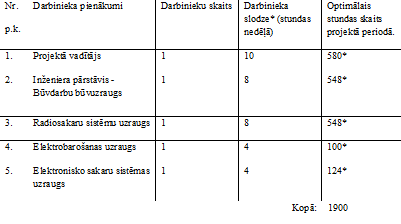 Nr. p.k. Darbinieka pienākumi Darbinieku skaits Darbinieka slodze* (stundas nedēļā) Optimālais stundas skaits projektā periodā.
1. Projektā vadītājs 1 10 580*
2. Inženiera pārstāvis - Būvdarbu būvuzraugs 1 8 548*
3. Radiosakaru sistēmu uzraugs 1 8 548*
4. Elektrobarošanas uzraugs 1 4 100*
5. Elektronisko sakaru sistēmas uzraugs 1 4 124*
Kopā: 1900